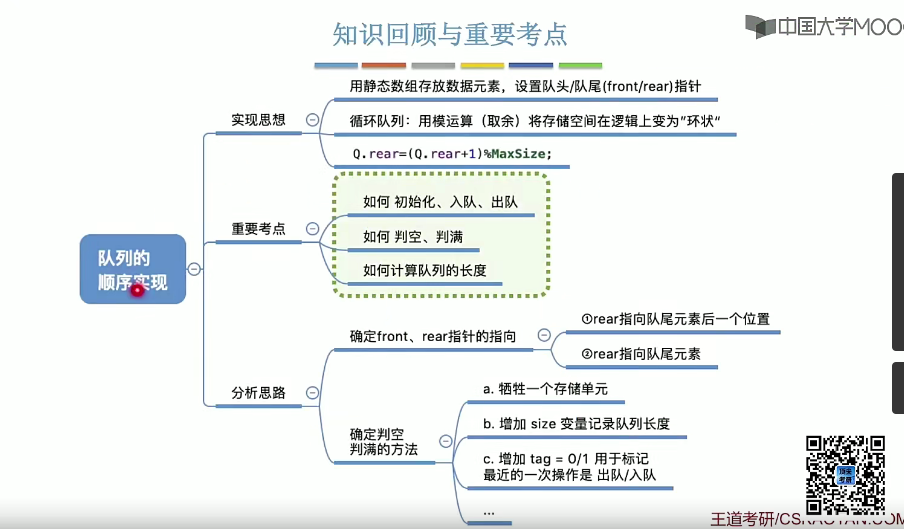 知识回顾与重要考点
中国大学MOO
用静态数组存放数据元素，设置队头/队尾(front/rear)指针
实现思想
循环队列：用模运算（取余）将存储空间在逻辑上变为"环状"
Q.rear=(Q.rear+1)%MaxSize;
如何 初始化、入队、出队
重要考点
如何 判空、判满
如何计算队列的长度
队列的
顺序实现
①rear指向队尾元素后一个位置
确定front、rear指针的指向
②rear指向队尾元素
分析思路
a. 牺牲一个存储单元
b. 增加 size 变量记录队列长度
确定判空
判满的方法
c. 增加 tag = 0/1 用于标记
最近的一次操作是 出队/入队
...
王道考研/CSKAOYAN.COM